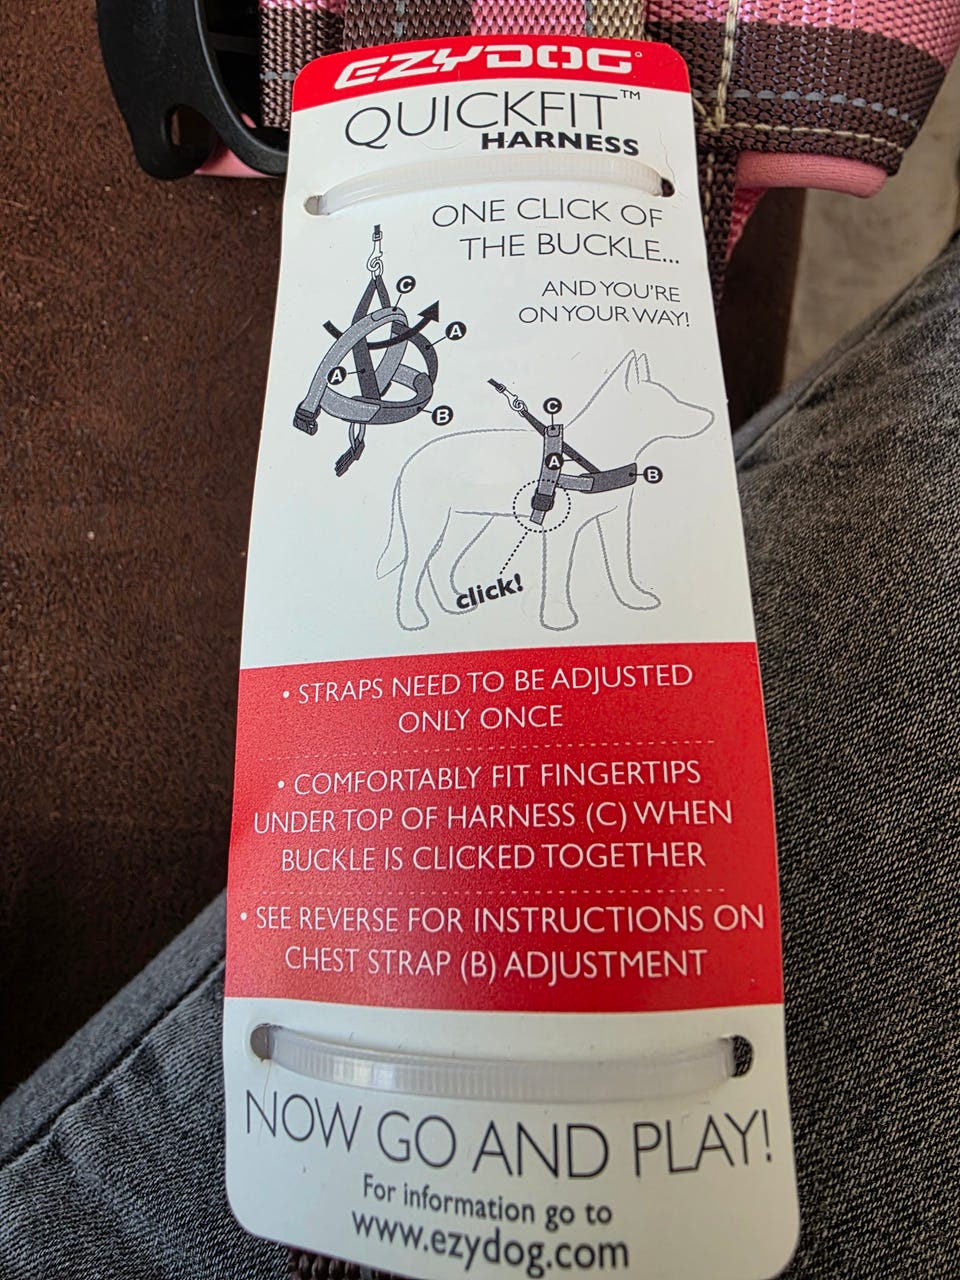 EZYDOG
QUICKFIT™
HARNESS
ONE CLICK OF
THE BUCKLE...
AND YOU'RE
ON YOUR WAY!
C
A
A
B
C
A
B
click!
• STRAPS NEED TO BE ADJUSTED
ONLY ONCE
• COMFORTABLY FIT FINGERTIPS
UNDER TOP OF HARNESS (C) WHEN
BUCKLE IS CLICKED TOGETHER
• SEE REVERSE FOR INSTRUCTIONS ON
CHEST STRAP (B) ADJUSTMENT
NOW GO AND PLAY!
For information go to
www.ezydog.com